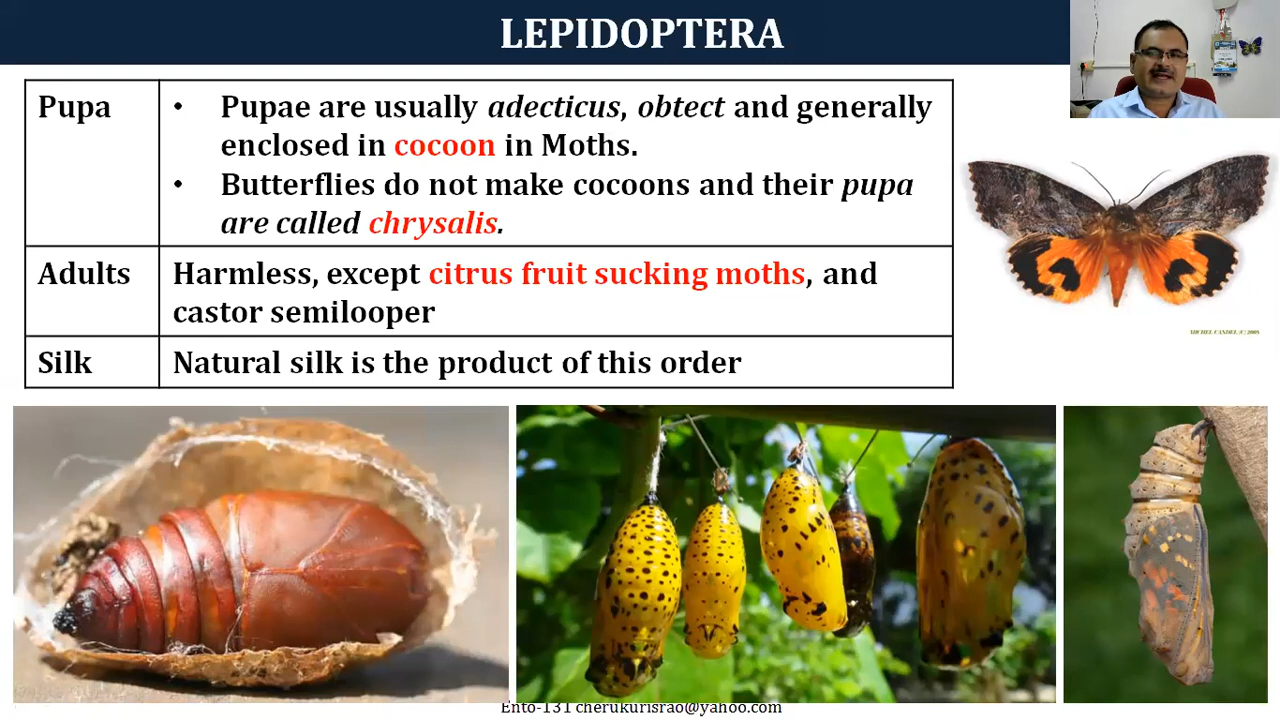 LEPIDOPTERA
Pupa
• Pupae are usually adecticus, obtect and generally
enclosed in cocoon in Moths.
• Butterflies do not make cocoons and their pupa
are called chrysalis.
Adults
Harmless, except citrus fruit sucking moths, and
castor semilooper
Silk
Natural silk is the product of this order
Ento-131 cherukurisrao@yahoo.com